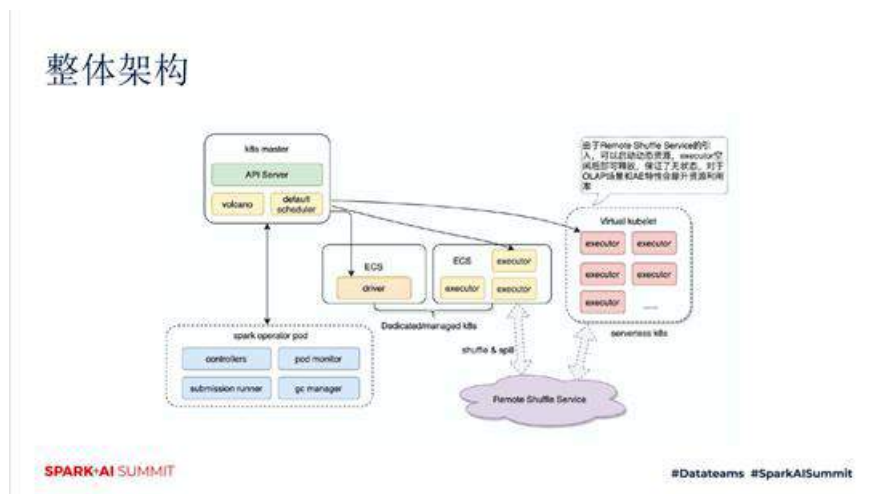 整体架构
k8s master
API Server
volcano
default
scheduler
由于Remote Shuffle Service的引
入，可以启动动态资源，executor空
闲后即可释放，保证了无状态，对于
OLAP场景和AE特性会提升资源利用
率
Virtual kubelet
executor executor
executor executor
executor ......
serverless k8s
ECS
driver
ECS
executor
executor executor
Dedicated/managed k8s
shuffle & spill
spark operator pod
controllers pod monitor
submission runner gc manager
Remote Shuffle Service
SPARK+AI SUMMIT
#Datateams #SparkAISummit